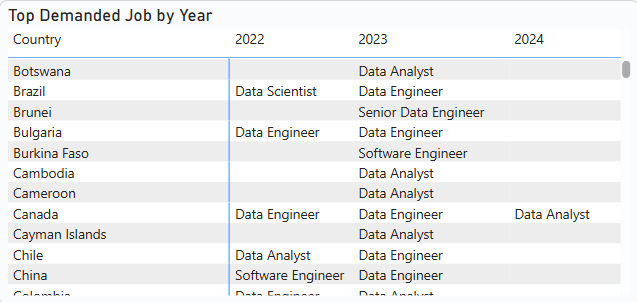 Top Demanded Job by Year
Country 2022 2023 2024
Botswana Data Analyst
Brazil Data Scientist Data Engineer
Brunei Senior Data Engineer
Bulgaria Data Engineer Data Engineer
Burkina Faso Software Engineer
Cambodia Data Analyst
Cameroon Data Analyst
Canada Data Engineer Data Engineer Data Analyst
Cayman Islands Data Analyst
Chile Data Analyst Data Engineer
China Software Engineer Data Engineer
Colombia Data Engineer Data Analyst